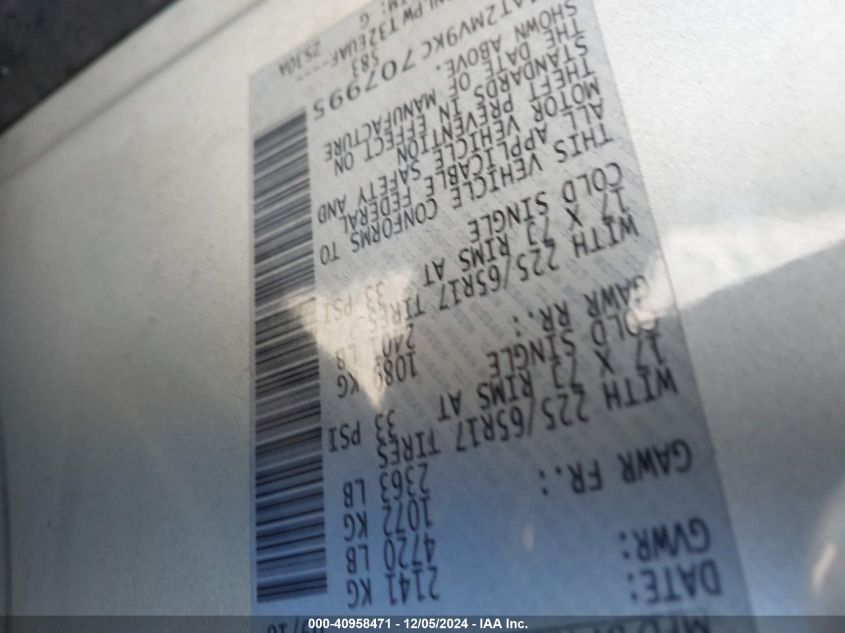 DATE:
GVWR: 2141 KG
4720 LB
GAWR FR.: 1072 KG
2363 LB
WITH 225/65R17 TIRES
17 X 7J RIMS AT 33 PSI
COLD SINGLE
GAWR RR.: 1089 KG
2401 LB
WITH 225/65R17 TIRES
17 X 7J RIMS AT 33 PSI
COLD SINGLE
THIS VEHICLE CONFORMS TO
ALL APPLICABLE FEDERAL
MOTOR VEHICLE SAFETY AND
THEFT PREVENTION
STANDARDS IN EFFECT ON
THE DATE OF MANUFACTURE
SHOWN ABOVE.
1AT2MV9KC707995
583
000-40958471 - 12/05/2024 - IAA Inc.